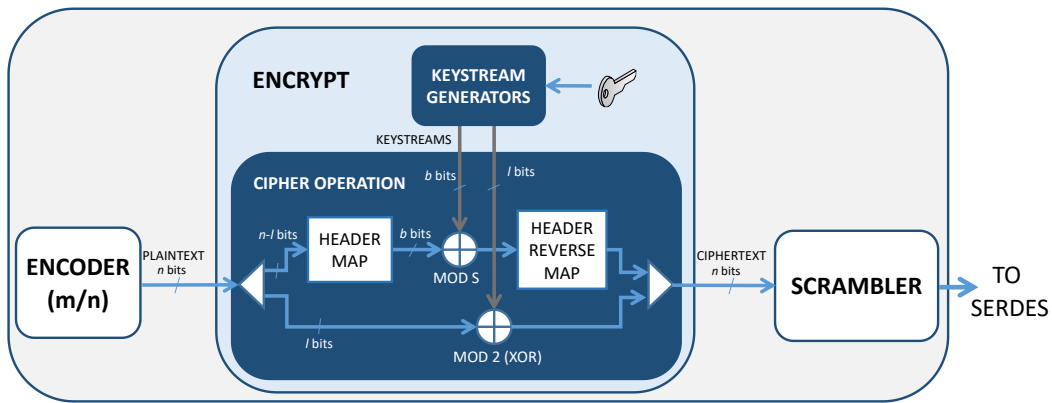 ENCRYPT
KEYSTREAM
GENERATORS
KEYSTREAMS
b bits
l bits
CIPHER OPERATION
n-l bits
HEADER
MAP
b bits
MOD S
HEADER
REVERSE
MAP
l bits
MOD 2 (XOR)
ENCODER
(m/n)
PLAINTEXT
n bits
CIPHERTEXT
n bits
SCRAMBLER
TO
SERDES